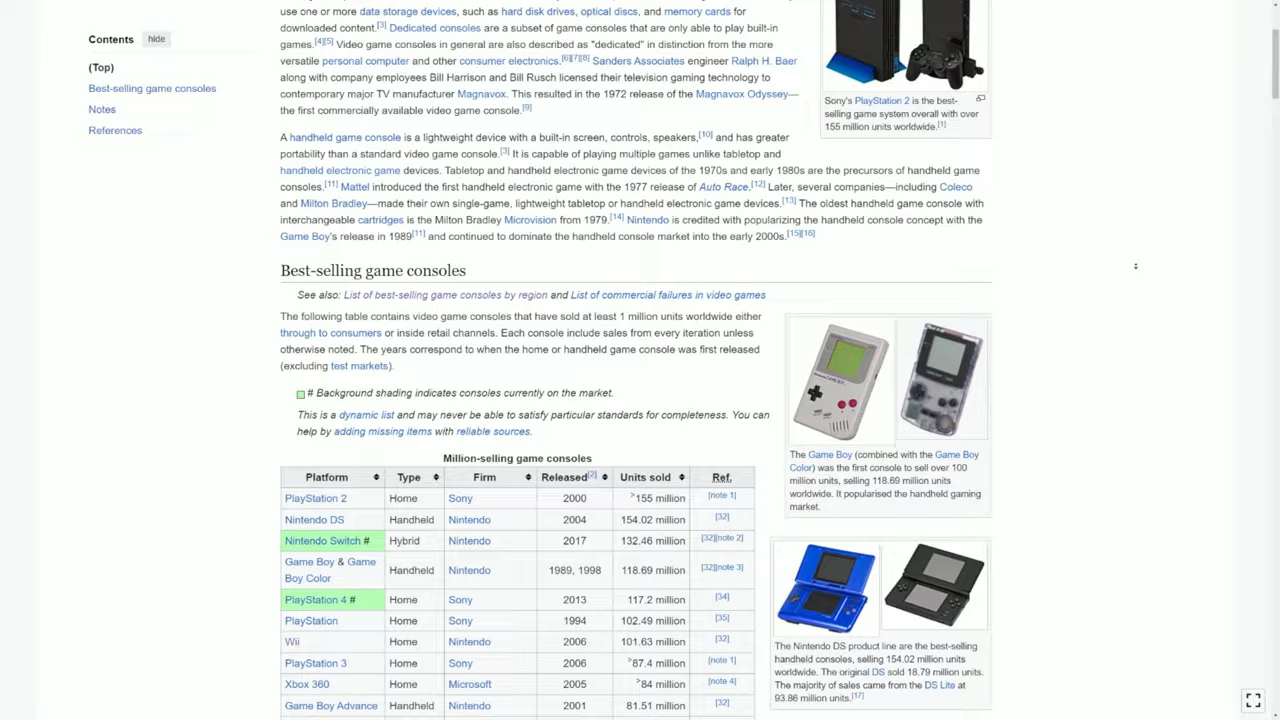 Contents hide
(Top)
Best-selling game consoles
Notes
References
use one or more data storage devices, such as hard disk drives, optical discs, and memory cards for
downloaded content.[3] Dedicated consoles are a subset of game consoles that are only able to play built-in
games.[4][5] Video game consoles in general are also described as "dedicated" in distinction from the more
versatile personal computer and other consumer electronics.[6][7][8] Sanders Associates engineer Ralph H. Baer
along with company employees Bill Harrison and Bill Rusch licensed their television gaming technology to
contemporary major TV manufacturer Magnavox. This resulted in the 1972 release of the Magnavox Odyssey—
the first commercially available video game console.[9]
Sony's PlayStation 2 is the best-
selling game system overall with over
155 million units worldwide.[1]
A handheld game console is a lightweight device with a built-in screen, controls, speakers,[10] and has greater
portability than a standard video game console.[3] It is capable of playing multiple games unlike tabletop and
handheld electronic game devices. Tabletop and handheld electronic game devices of the 1970s and early 1980s are the precursors of handheld game
consoles.[11] Mattel introduced the first handheld electronic game with the 1977 release of Auto Race.[12] Later, several companies—including Coleco
and Milton Bradley—made their own single-game, lightweight tabletop or handheld electronic game devices.[13] The oldest handheld game console with
interchangeable cartridges is the Milton Bradley Microvision from 1979.[14] Nintendo is credited with popularizing the handheld console concept with the
Game Boy's release in 1989[11] and continued to dominate the handheld console market into the early 2000s.[15][16]
Best-selling game consoles
See also: List of best-selling game consoles by region and List of commercial failures in video games
The following table contains video game consoles that have sold at least 1 million units worldwide either
through to consumers or inside retail channels. Each console include sales from every iteration unless
otherwise noted. The years correspond to when the home or handheld game console was first released
(excluding test markets).
# Background shading indicates consoles currently on the market.
This is a dynamic list and may never be able to satisfy particular standards for completeness. You can
help by adding missing items with reliable sources.
The Game Boy (combined with the Game Boy
Color) was the first console to sell over 100
million units, selling 118.69 million units
worldwide. It popularised the handheld gaming
market.
Million-selling game consoles
Platform Type Firm Released[2] Units sold Ref.
PlayStation 2 Home Sony 2000 >155 million [note 1]
Nintendo DS Handheld Nintendo 2004 154.02 million [32]
Nintendo Switch # Hybrid Nintendo 2017 132.46 million [32][note 2]
Game Boy & Game
Boy Color Handheld Nintendo 1989, 1998 118.69 million [32][note 3]
PlayStation 4 # Home Sony 2013 117.2 million [34]
PlayStation Home Sony 1994 102.49 million [35]
Wii Home Nintendo 2006 101.63 million [32]
PlayStation 3 Home Sony 2006 >87.4 million [note 1]
Xbox 360 Home Microsoft 2005 >84 million [note 4]
Game Boy Advance Handheld Nintendo 2001 81.51 million [32]
The Nintendo DS product line are the best-selling
handheld consoles, selling 154.02 million units
worldwide. The original DS sold 18.79 million units.
The majority of sales came from the DS Lite at
93.86 million units.[17]